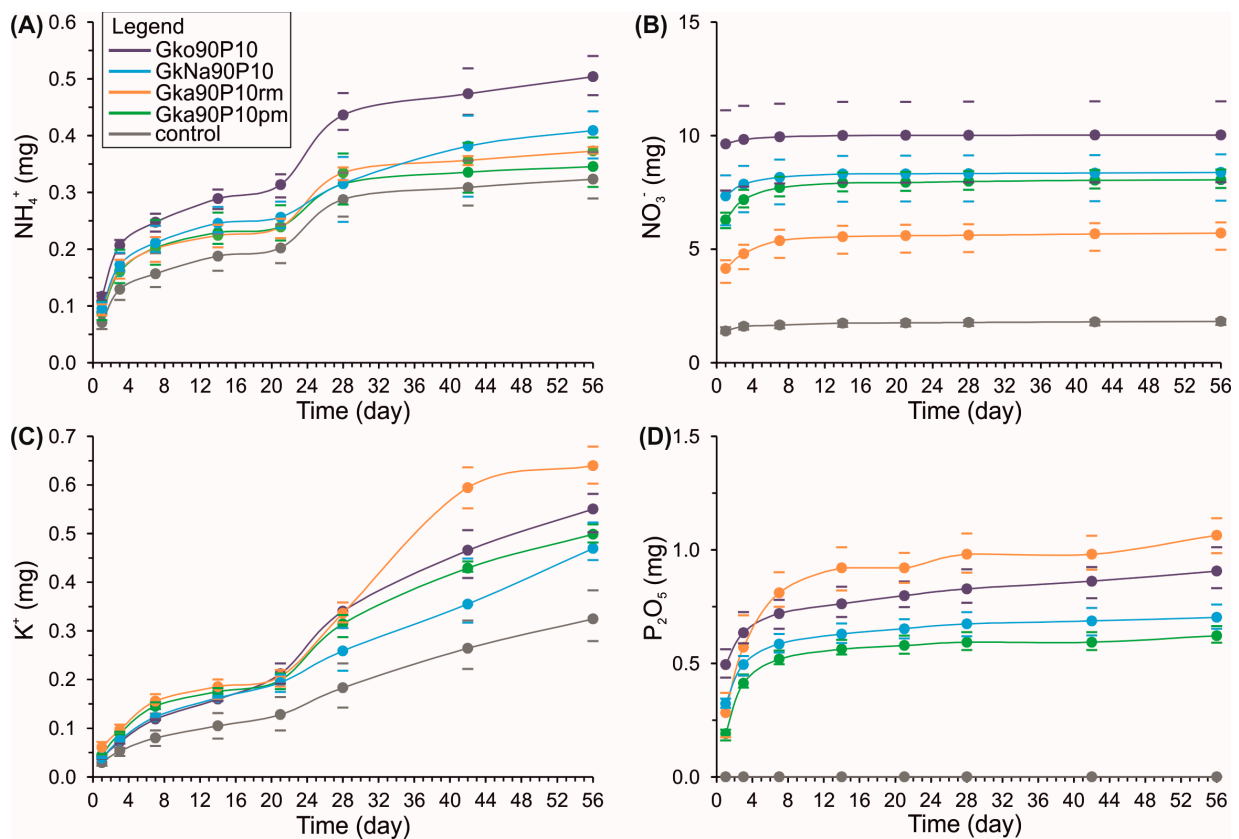 (A)
0.6
0.5
0.4
0.3
0.2
0.1
0.0
NH₄⁺ (mg)
Legend
Gko90P10
GkNa90P10
Gka90P10rm
Gka90P10pm
control
0 4 8 12 16 20 24 28 32 36 40 44 48 52 56
Time (day)
(B)
15
10
5
0
NO₃⁻ (mg)
0 4 8 12 16 20 24 28 32 36 40 44 48 52 56
Time (day)
(C)
0.7
0.6
0.5
0.4
0.3
0.2
0.1
0.0
K⁺ (mg)
0 4 8 12 16 20 24 28 32 36 40 44 48 52 56
Time (day)
(D)
1.5
1.0
0.5
0.0
P₂O₅ (mg)
0 4 8 12 16 20 24 28 32 36 40 44 48 52 56
Time (day)